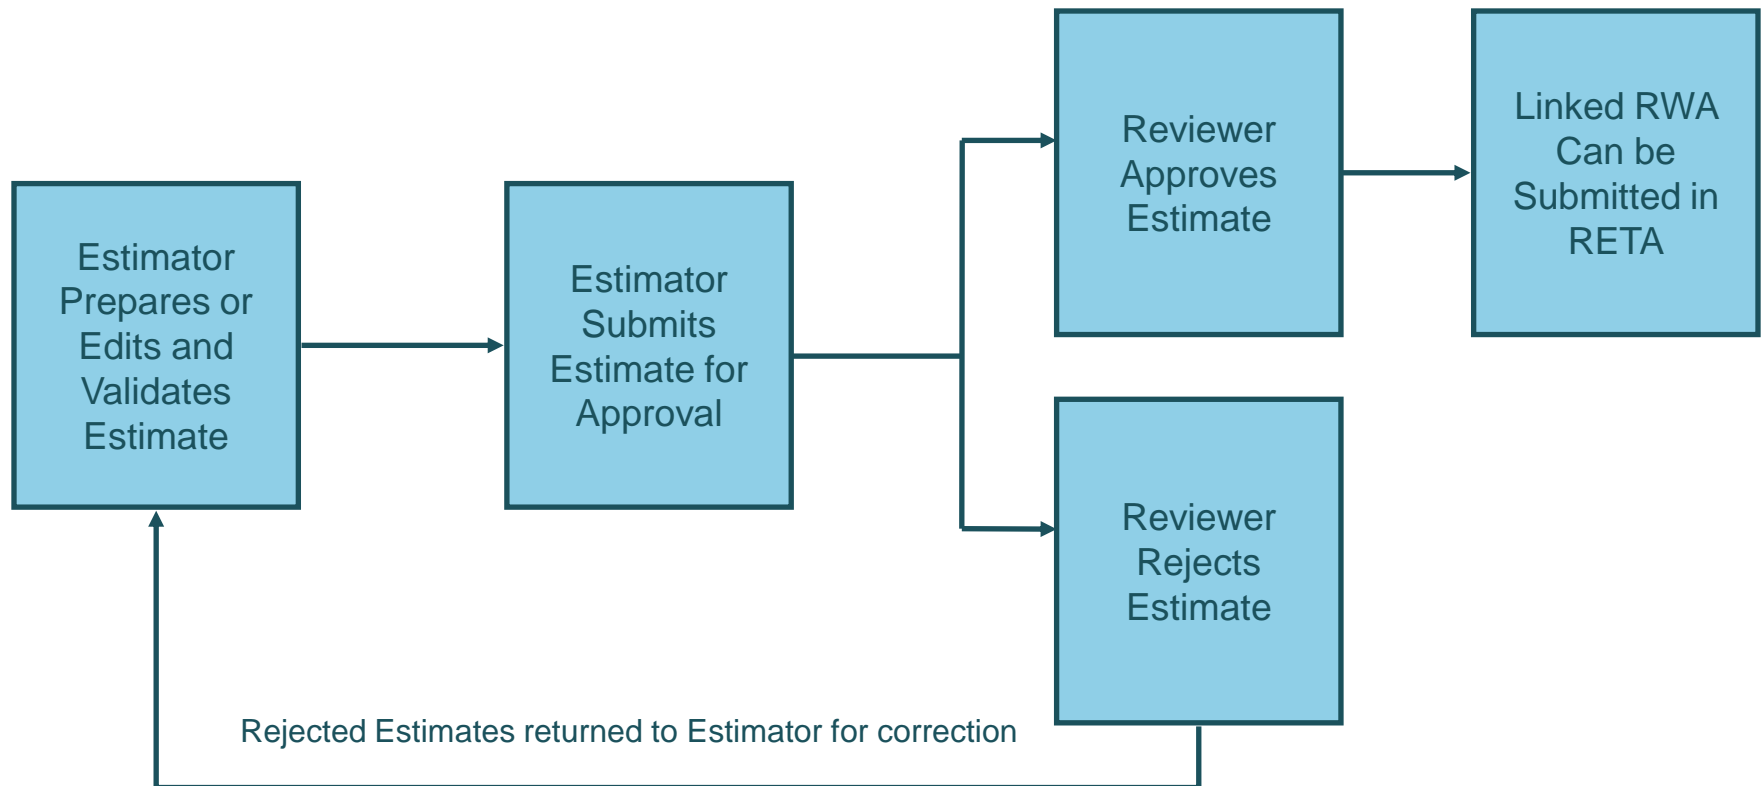 Estimator
Prepares or
Edits and
Validates
Estimate
Estimator
Submits
Estimate for
Approval
Reviewer
Approves
Estimate
Linked RWA
Can be
Submitted in
RETA
Reviewer
Rejects
Estimate
Rejected Estimates returned to Estimator for correction